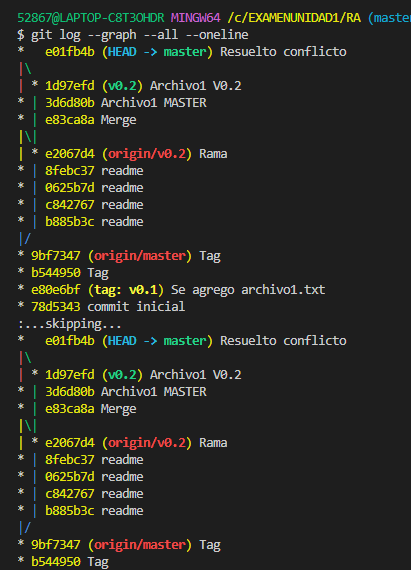 52867@LAPTOP-C8T3OHDR MINGW64 /c/EXAMENUNIDAD1/RA (master
$ git log --graph --all --oneline
*   e01fb4b (HEAD -> master) Resuelto conflicto
|\
| * 1d97efd (v0.2) Archivo1 V0.2
* | 3d6d80b Archivo1 MASTER
* | e83ca8a Merge
|\|
| * e2067d4 (origin/v0.2) Rama
* | 8febc37 readme
* | 0625b7d readme
* | c842767 readme
* | b885b3c readme
|/
* 9bf7347 (origin/master) Tag
* b544950 Tag
* e80e6bf (tag: v0.1) Se agrego archivo1.txt
* 78d5343 commit inicial
:...skipping...
*   e01fb4b (HEAD -> master) Resuelto conflicto
|\
| * 1d97efd (v0.2) Archivo1 V0.2
* | 3d6d80b Archivo1 MASTER
* | e83ca8a Merge
|\|
| * e2067d4 (origin/v0.2) Rama
* | 8febc37 readme
* | 0625b7d readme
* | c842767 readme
* | b885b3c readme
|/
* 9bf7347 (origin/master) Tag
* b544950 Tag